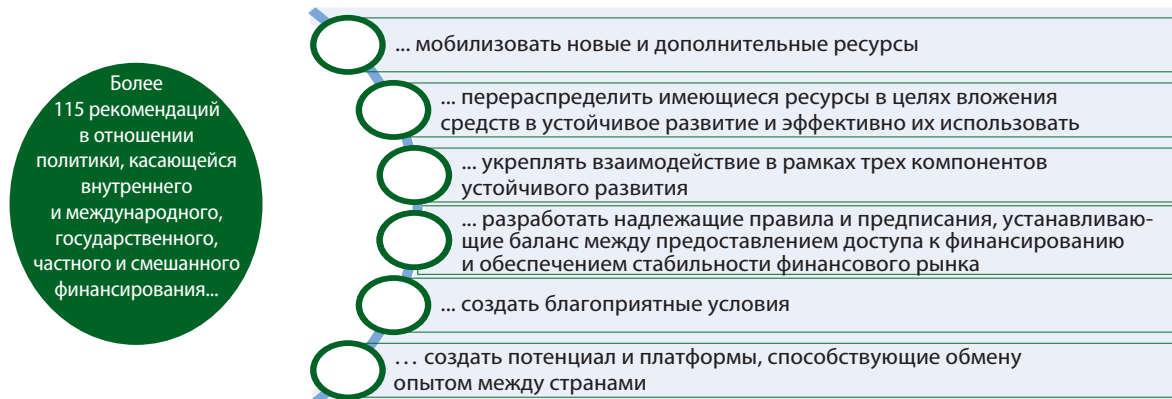 Более
115 рекомендаций
в отношении
политики, касающейся
внутреннего
и международного,
государственного,
частного и смешанного
финансирования...
... мобилизовать новые и дополнительные ресурсы
... перераспределить имеющиеся ресурсы в целях вложения
средств в устойчивое развитие и эффективно их использовать
... укреплять взаимодействие в рамках трех компонентов
устойчивого развития
... разработать надлежащие правила и предписания, устанавливаю-
щие баланс между предоставлением доступа к финансированию
и обеспечением стабильности финансового рынка
... создать благоприятные условия
... создать потенциал и платформы, способствующие обмену
опытом между странами